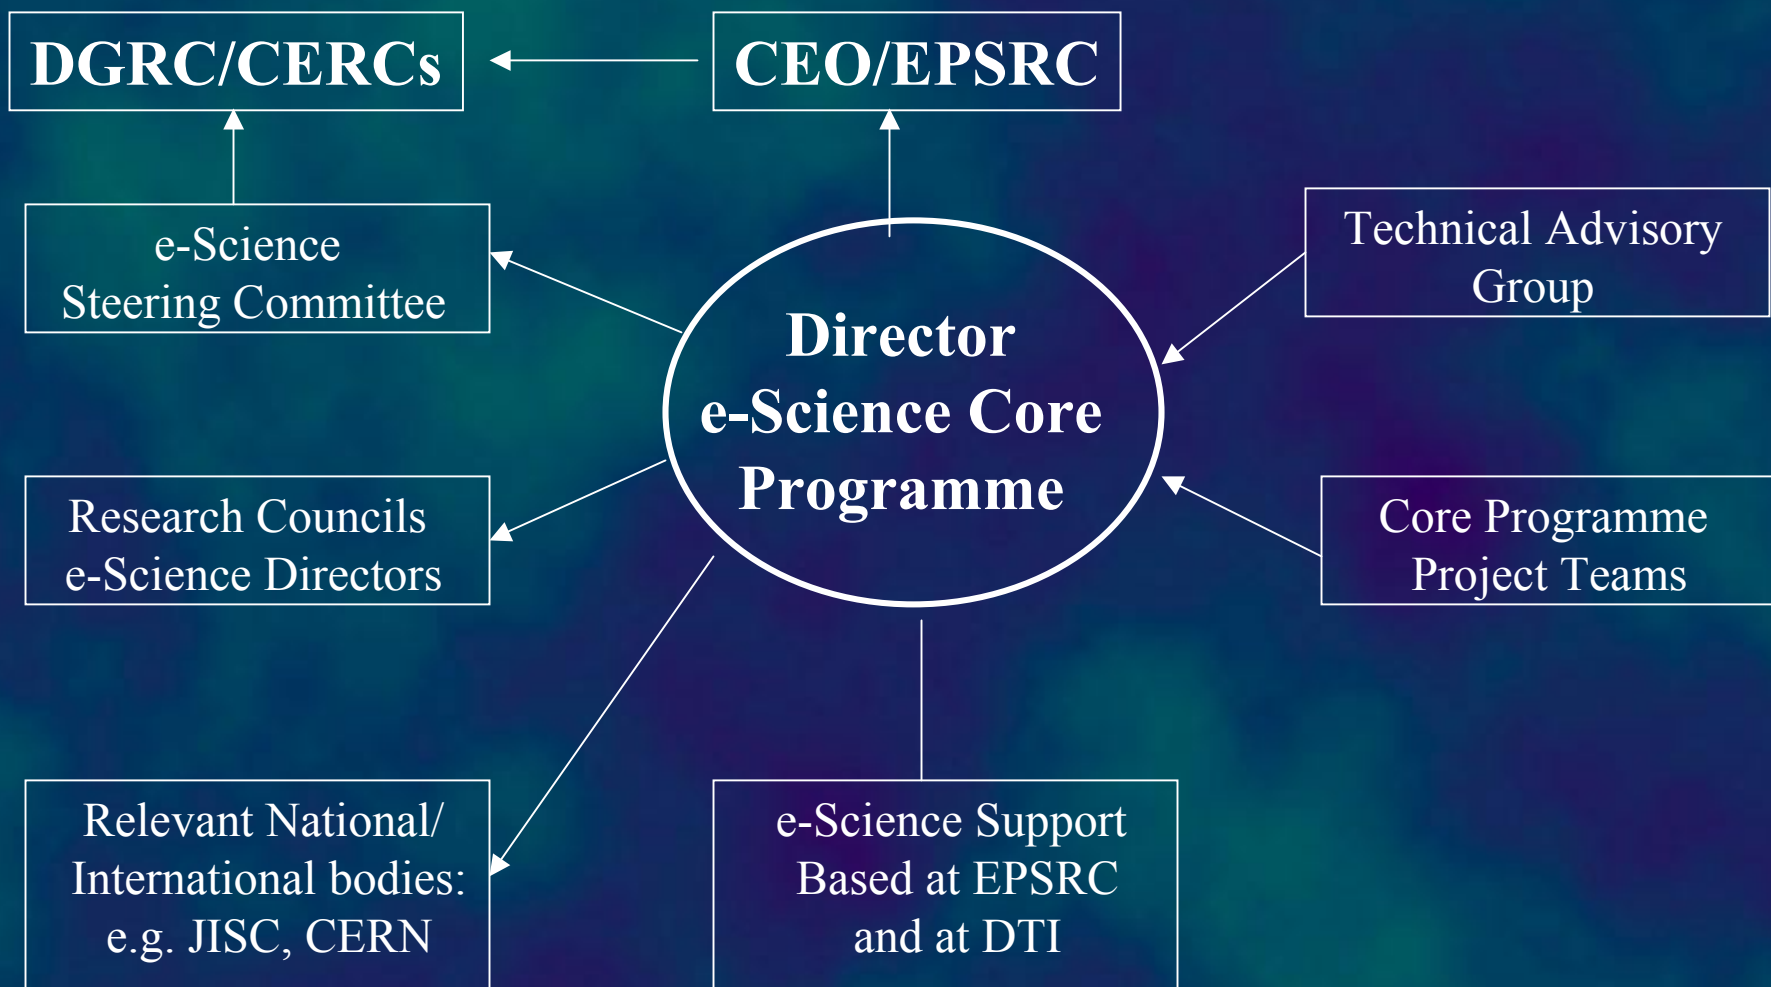 DGRC/CERCs
CEO/EPSRC
e-Science
Steering Committee
Technical Advisory
Group
Director
e-Science Core
Programme
Research Councils
e-Science Directors
Core Programme
Project Teams
Relevant National/
International bodies:
e.g. JISC, CERN
e-Science Support
Based at EPSRC
and at DTI